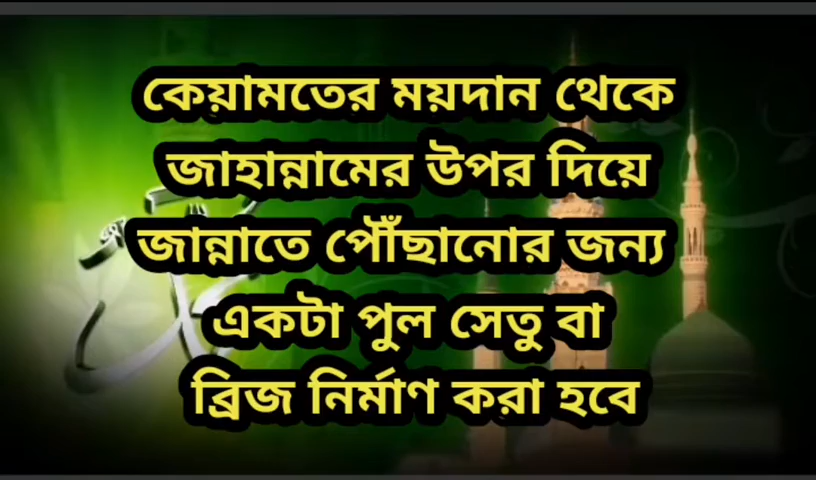 কেয়ামতের ময়দান থেকে
জাহান্নামের উপর দিয়ে
জান্নাতে পৌঁছানোর জন্য
একটা পুল সেতু বা
ব্রিজ নির্মাণ করা হবে